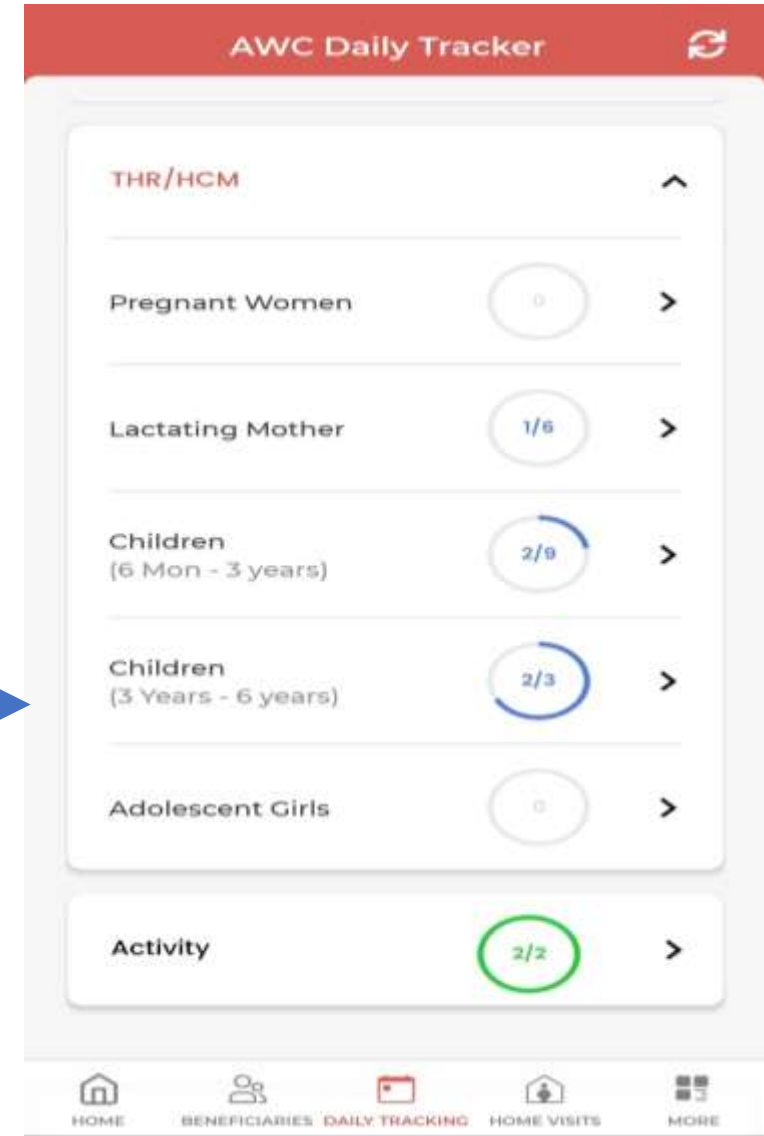 AWC Daily Tracker
THR/HCM
Pregnant Women
0
Lactating Mother
1/6
Children
(6 Mon - 3 years)
2/9
Children
(3 Years - 6 years)
2/3
Adolescent Girls
0
Activity
2/2
HOME
BENEFICIARIES
DAILY TRACKING
HOME VISITS
MORE